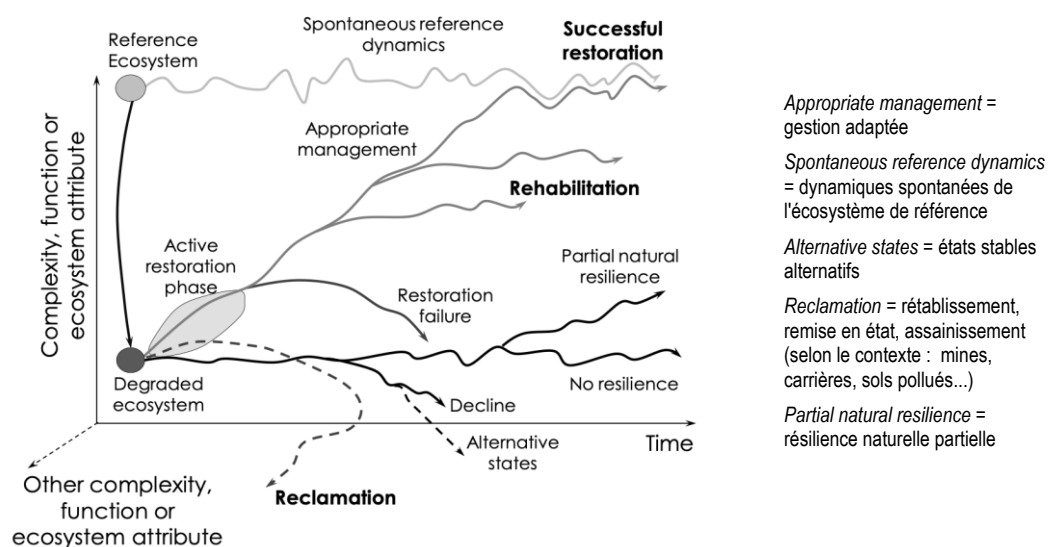 Reference
Ecosystem
Spontaneous reference
dynamics
Successful
restoration
Complexity, function or
ecosystem attribute
Appropriate
management
Rehabilitation
Active
restoration
phase
Partial natural
resilience
Restoration
failure
Degraded
ecosystem
No resilience
Decline
Time
Alternative
states
Reclamation
Other complexity,
function or
ecosystem attribute
Appropriate management =
gestion adaptée
Spontaneous reference dynamics
= dynamiques spontanées de
l'écosystème de référence
Alternative states = états stables
alternatifs
Reclamation = rétablissement,
remise en état, assainissement
(selon le contexte : mines,
carrières, sols pollués...)
Partial natural resilience =
résilience naturelle partielle